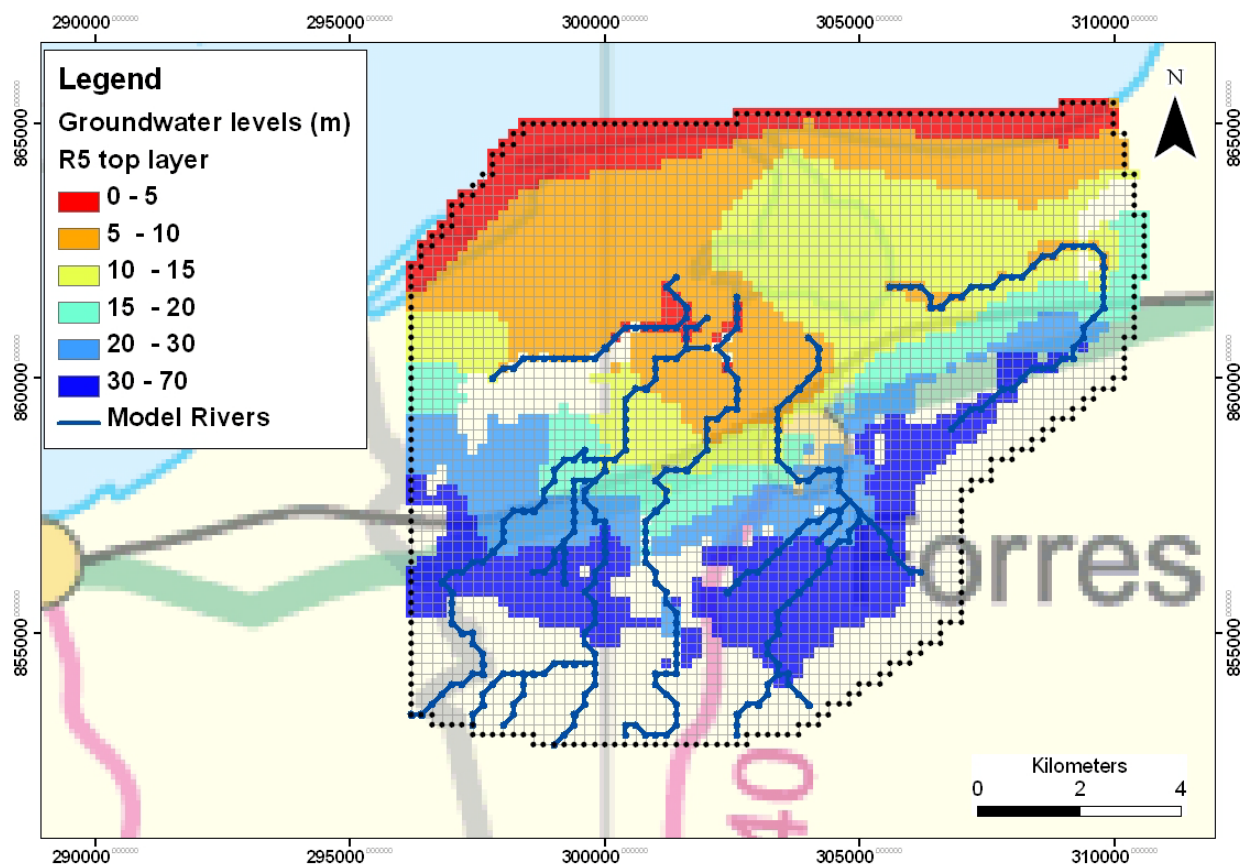 290000 295000 300000 305000 310000
Legend
Groundwater levels (m)
R5 top layer
0 - 5
5 - 10
10 - 15
15 - 20
20 - 30
30 - 70
Model Rivers
N
865000
860000
855000
865000
860000
855000
orres
40
Kilometers
0 2 4
290000 295000 300000 305000 310000